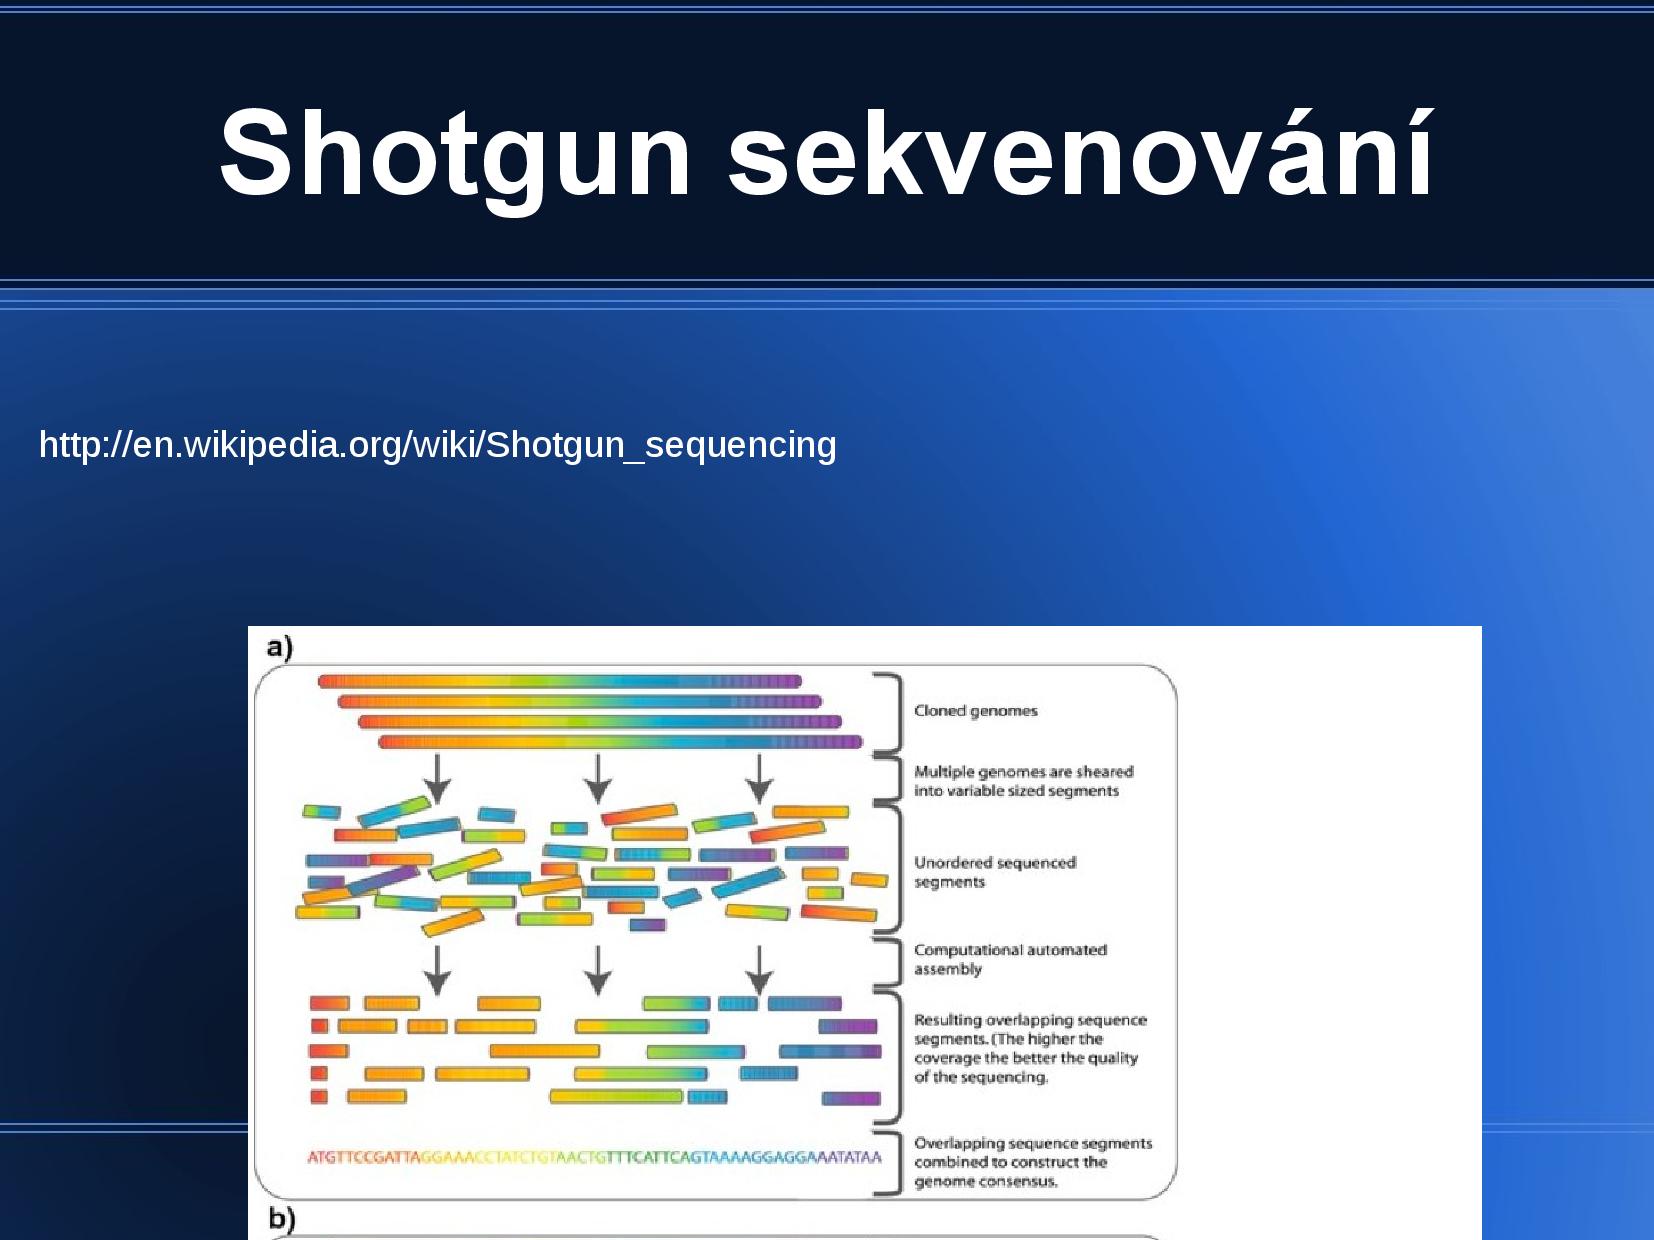 Shotgun sekvenování
http://en.wikipedia.org/wiki/Shotgun_sequencing
a)
Cloned genomes
Multiple genomes are sheared
into variable sized segments
Unordered sequenced
segments
Computational automated
assembly
Resulting overlapping sequence
segments. (The higher the
coverage the better the quality
of the sequencing.
ATGTTCCGATTAGGAAACCTATCTGTAACTGTTTCATTCAGTAAAAGGAGGAAATATAA
Overlapping sequence segments
combined to construct the
genome consensus.
b)